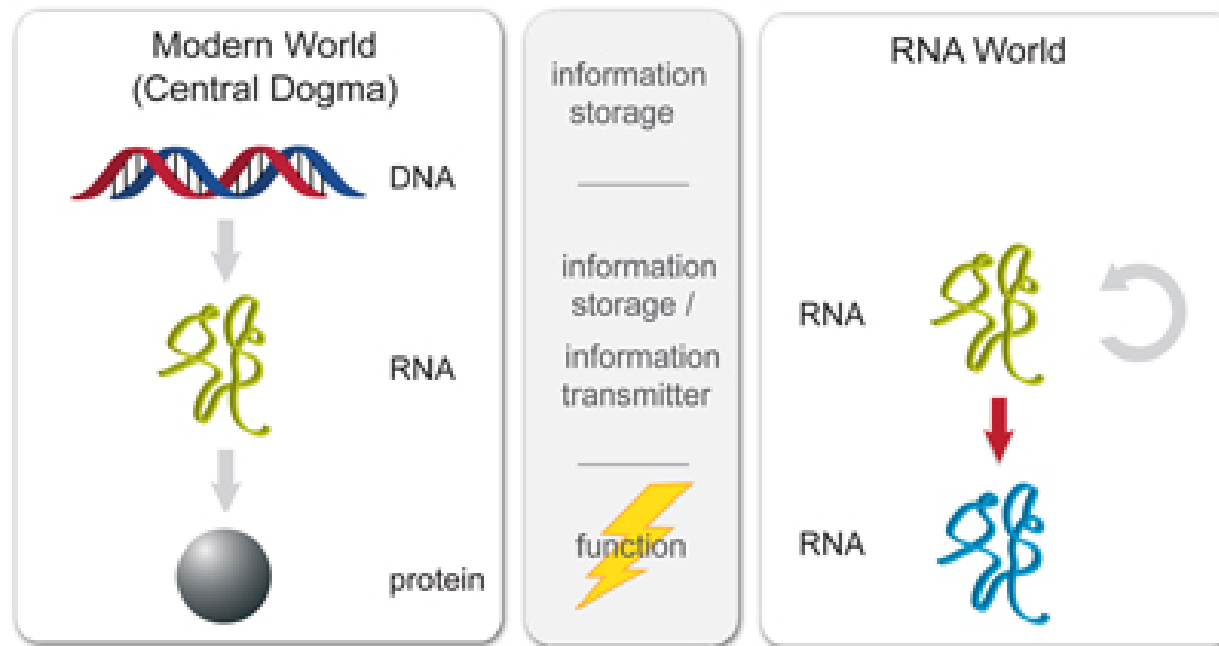 Modern World
(Central Dogma)
DNA
RNA
protein
information
storage
information
storage /
information
transmitter
function
RNA World
RNA
RNA